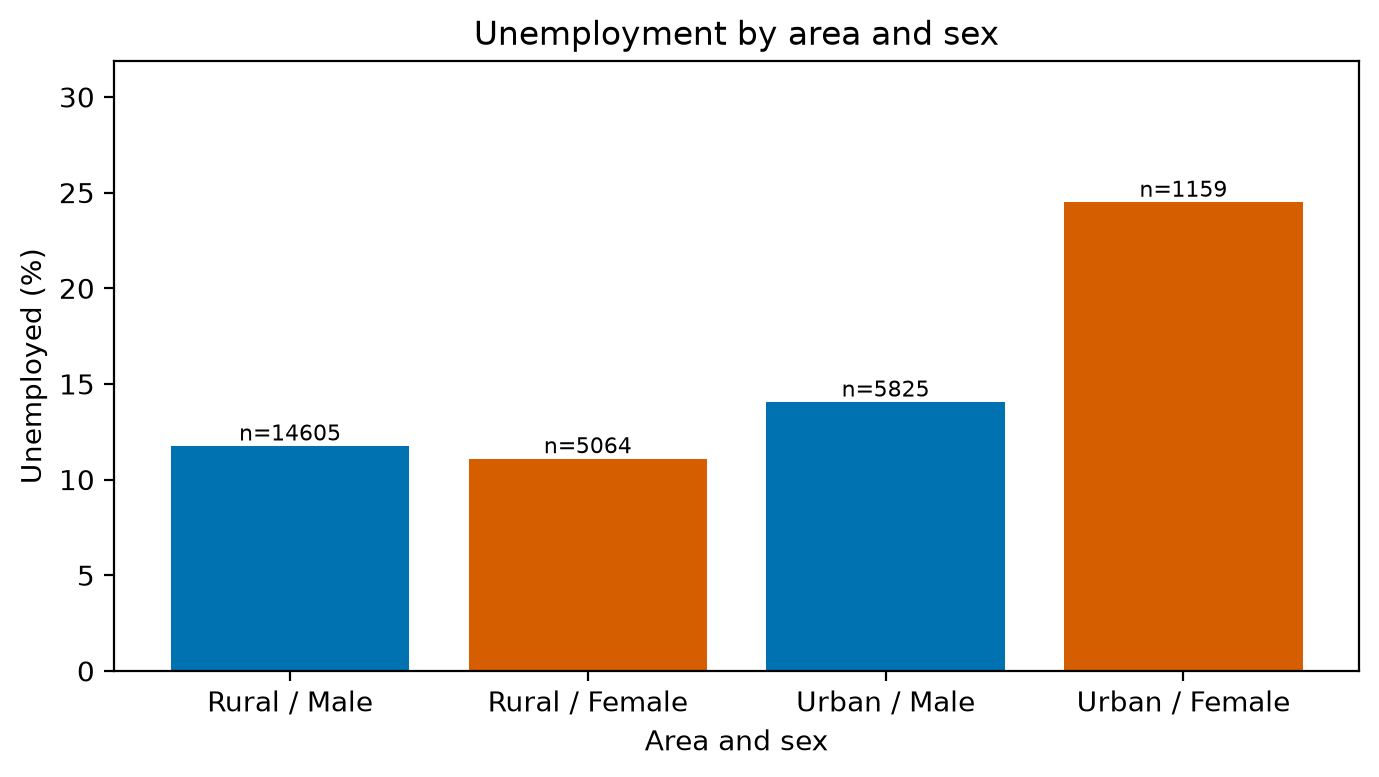 Unemployment by area and sex
Unemployed (%)
30
25
20
15
10
5
0
n=14605
n=5064
n=5825
n=1159
Rural / Male
Rural / Female
Urban / Male
Urban / Female
Area and sex